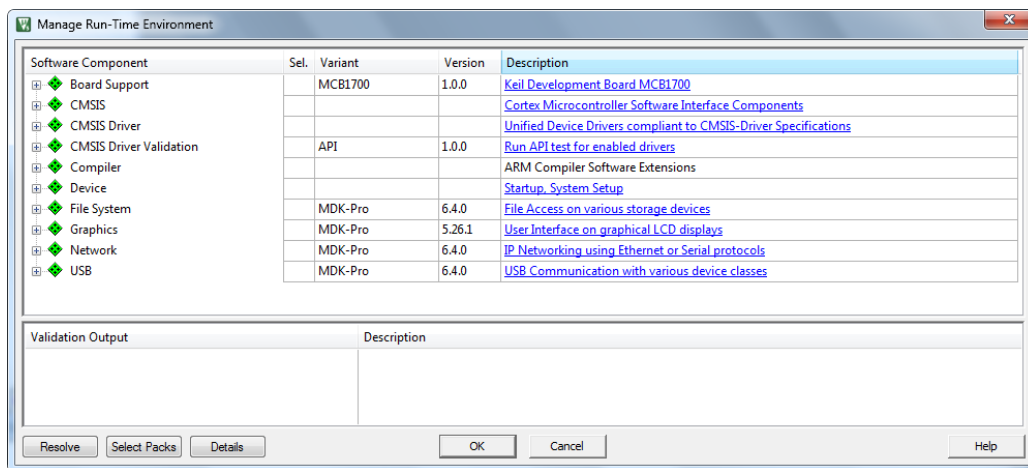 Manage Run-Time Environment
Software Component Sel. Variant Version Description
Board Support MCB1700 1.0.0 Keil Development Board MCB1700
CMSIS Cortex Microcontroller Software Interface Components
CMSIS Driver Unified Device Drivers compliant to CMSIS-Driver Specifications
CMSIS Driver Validation API 1.0.0 Run API test for enabled drivers
Compiler ARM Compiler Software Extensions
Device Startup, System Setup
File System MDK-Pro 6.4.0 File Access on various storage devices
Graphics MDK-Pro 5.26.1 User Interface on graphical LCD displays
Network MDK-Pro 6.4.0 IP Networking using Ethernet or Serial protocols
USB MDK-Pro 6.4.0 USB Communication with various device classes
Validation Output Description
Resolve Select Packs Details OK Cancel Help